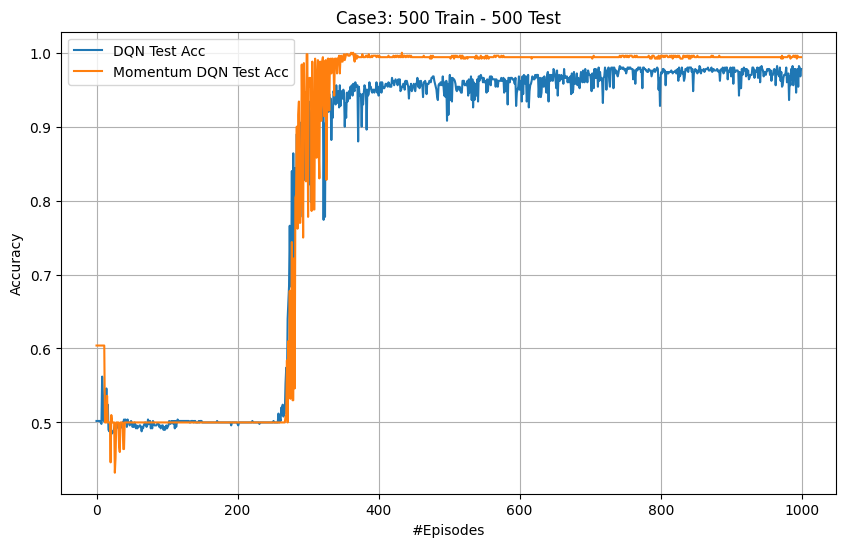 Case3: 500 Train - 500 Test
DQN Test Acc
Momentum DQN Test Acc
1.0
0.9
0.8
0.7
0.6
0.5
Accuracy
0
200
400
600
800
1000
#Episodes